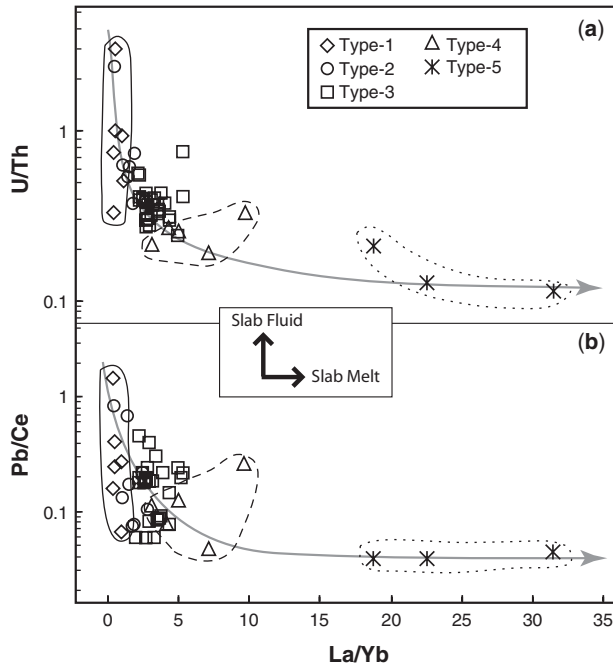 (a)
Type-1 Type-4
Type-2 Type-5
Type-3
U/Th
1
0.1
Slab Fluid
Slab Melt
(b)
Pb/Ce
1
0.1
0 5 10 15 20 25 30 35
La/Yb